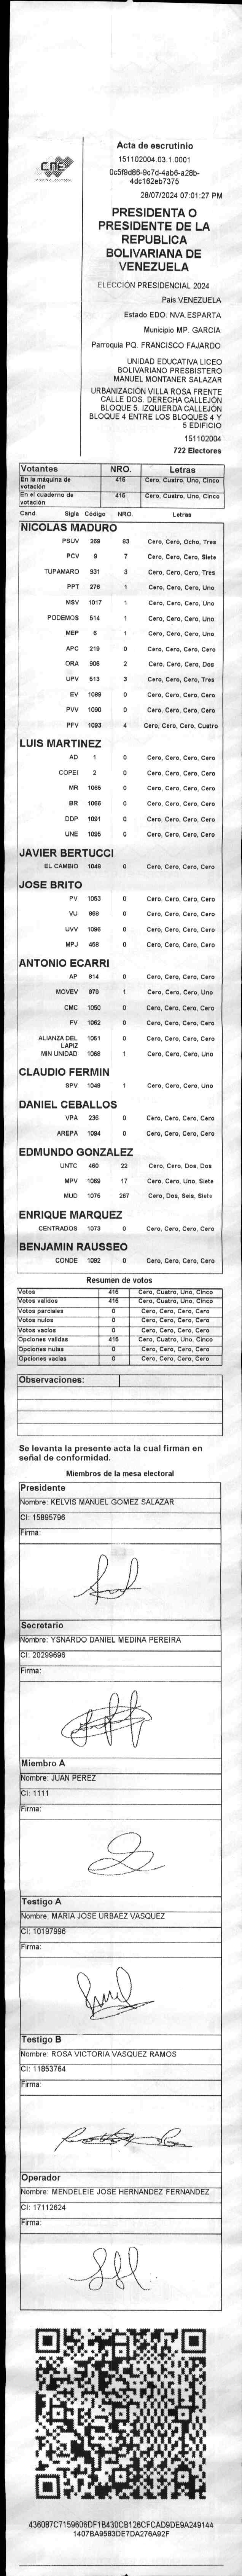 CNE
Acta de escrutinio
151102004.03.1.0001
0c5f9d86-9c7d-4ab6-a28b-
4dc162eb7375
28/07/2024 07:01:27 PM
PRESIDENTA O
PRESIDENTE DE LA
REPUBLICA
BOLIVARIANA DE
VENEZUELA
ELECCIÓN PRESIDENCIAL 2024
Pais VENEZUELA
Estado EDO. NVA.ESPARTA
Municipio MP. GARCIA
Parroquia PQ. FRANCISCO FAJARDO
UNIDAD EDUCATIVA LICEO
BOLIVARIANO PRESBISTERO
MANUEL MONTANER SALAZAR
URBANIZACIÓN VILLA ROSA FRENTE
CALLE DOS. DERECHA CALLEJÓN
BLOQUE 5. IZQUIERDA CALLEJÓN
BLOQUE 4 ENTRE LOS BLOQUES 4 Y
5 EDIFICIO
151102004
722 Electores
Votantes NRO. Letras
En la máquina de votación 415 Cero, Cuatro, Uno, Cinco
En el cuaderno de votación 415 Cero, Cuatro, Uno, Cinco
Cand. Sigla Código NRO. Letras
NICOLAS MADURO
PSUV 269 83 Cero, Cero, Ocho, Tres
PCV 9 7 Cero, Cero, Cero, Siete
TUPAMARO 931 3 Cero, Cero, Cero, Tres
PPT 276 1 Cero, Cero, Cero, Uno
MSV 1017 1 Cero, Cero, Cero, Uno
PODEMOS 514 1 Cero, Cero, Cero, Uno
MEP 6 1 Cero, Cero, Cero, Uno
APC 219 0 Cero, Cero, Cero, Cero
ORA 906 2 Cero, Cero, Cero, Dos
UPV 613 3 Cero, Cero, Cero, Tres
EV 1089 0 Cero, Cero, Cero, Cero
PVV 1090 0 Cero, Cero, Cero, Cero
PFV 1093 4 Cero, Cero, Cero, Cuatro
LUIS MARTINEZ
AD 1 0 Cero, Cero, Cero, Cero
COPEI 2 0 Cero, Cero, Cero, Cero
MR 1065 0 Cero, Cero, Cero, Cero
BR 1066 0 Cero, Cero, Cero, Cero
DDP 1091 0 Cero, Cero, Cero, Cero
UNE 1095 0 Cero, Cero, Cero, Cero
JAVIER BERTUCCI
EL CAMBIO 1049 0 Cero, Cero, Cero, Cero
JOSE BRITO
PV 1053 0 Cero, Cero, Cero, Cero
VU 868 0 Cero, Cero, Cero, Cero
UVV 1096 0 Cero, Cero, Cero, Cero
MPJ 458 0 Cero, Cero, Cero, Cero
ANTONIO ECARRI
AP 814 0 Cero, Cero, Cero, Cero
MOVEV 878 1 Cero, Cero, Cero, Uno
CMC 1050 0 Cero, Cero, Cero, Cero
FV 1062 0 Cero, Cero, Cero, Cero
ALIANZA DEL LAPIZ 1061 0 Cero, Cero, Cero, Cero
MIN UNIDAD 1068 1 Cero, Cero, Cero, Uno
CLAUDIO FERMIN
SPV 1049 1 Cero, Cero, Cero, Uno
DANIEL CEBALLOS
VPA 236 0 Cero, Cero, Cero, Cero
AREPA 1094 0 Cero, Cero, Cero, Cero
EDMUNDO GONZALEZ
UNTC 460 22 Cero, Cero, Dos, Dos
MPV 1069 17 Cero, Cero, Uno, Siete
MUD 1075 267 Cero, Dos, Seis, Siete
ENRIQUE MARQUEZ
CENTRADOS 1073 0 Cero, Cero, Cero, Cero
BENJAMIN RAUSSEO
CONDE 1092 0 Cero, Cero, Cero, Cero
Resumen de votos
Votos 415 Cero, Cuatro, Uno, Cinco
Votos validos 415 Cero, Cuatro, Uno, Cinco
Votos parciales 0 Cero, Cero, Cero, Cero
Votos nulos 0 Cero, Cero, Cero, Cero
Votos vacios 0 Cero, Cero, Cero, Cero
Opciones validas 415 Cero, Cuatro, Uno, Cinco
Opciones nulas 0 Cero, Cero, Cero, Cero
Opciones vacias 0 Cero, Cero, Cero, Cero
Observaciones:
Se levanta la presente acta la cual firman en
señal de conformidad.
Miembros de la mesa electoral
Presidente
Nombre: KELVIS MANUEL GOMEZ SALAZAR
CI: 15895796
Firma:
Secretario
Nombre: YSNARDO DANIEL MEDINA PEREIRA
CI: 20299696
Firma:
Miembro A
Nombre: JUAN PEREZ
CI: 1111
Firma:
Testigo A
Nombre: MARIA JOSE URBAEZ VASQUEZ
CI: 10197996
Firma:
Testigo B
Nombre: ROSA VICTORIA VASQUEZ RAMOS
CI: 11853764
Firma:
Operador
Nombre: MENDELEIE JOSE HERNANDEZ FERNANDEZ
CI: 17112624
Firma:
436087C7159606DF1B430CB126CFCAD9DE9A249144
1407BA9583DE7DA276A92F